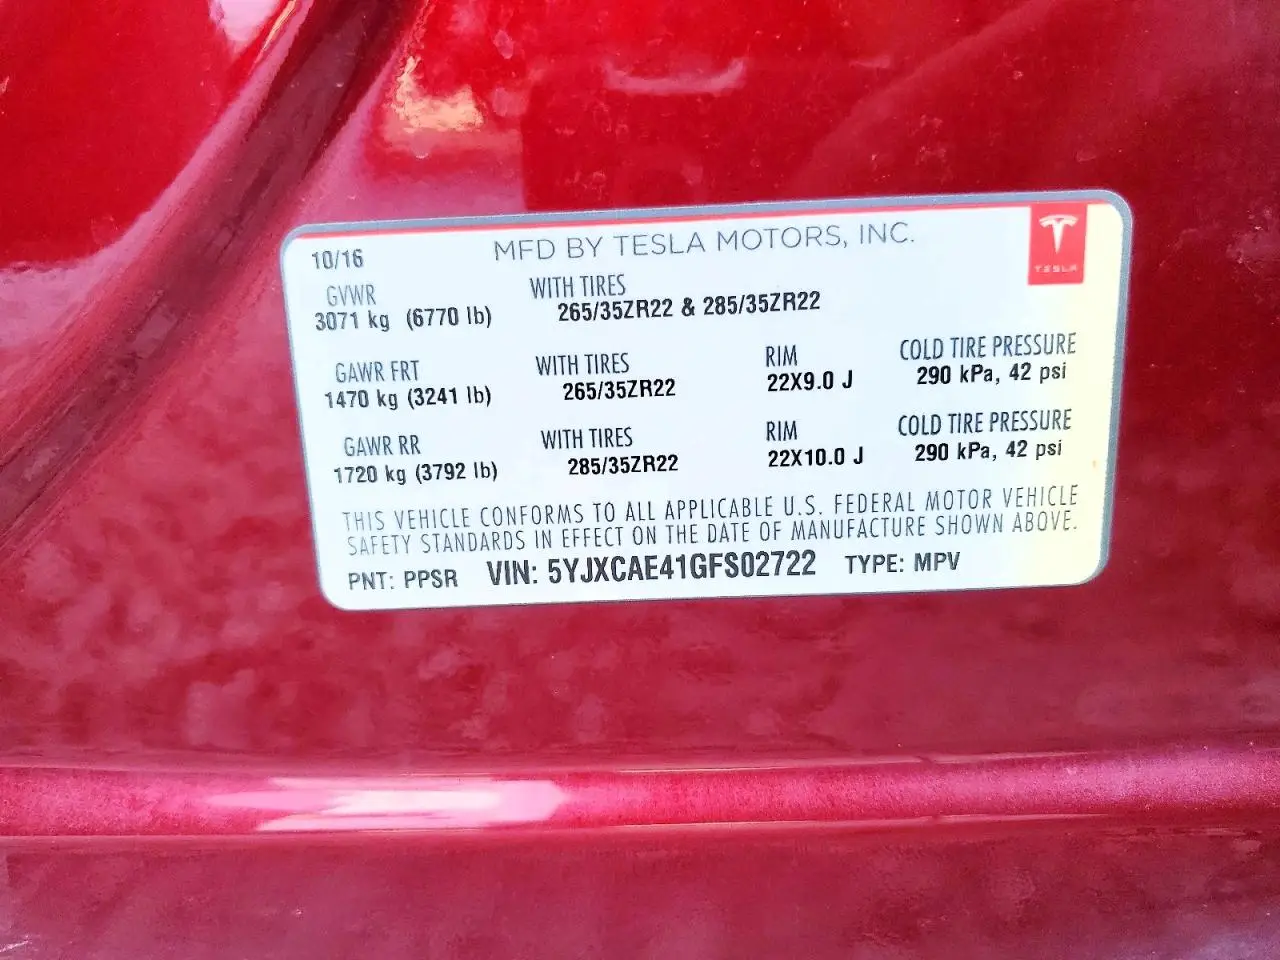 10/16 MFD BY TESLA MOTORS, INC.
TESLA
GVWR WITH TIRES
3071 kg (6770 lb) 265/35ZR22 & 285/35ZR22
GAWR FRT WITH TIRES RIM COLD TIRE PRESSURE
1470 kg (3241 lb) 265/35ZR22 22X9.0 J 290 kPa, 42 psi
GAWR RR WITH TIRES RIM COLD TIRE PRESSURE
1720 kg (3792 lb) 285/35ZR22 22X10.0 J 290 kPa, 42 psi
THIS VEHICLE CONFORMS TO ALL APPLICABLE U.S. FEDERAL MOTOR VEHICLE
SAFETY STANDARDS IN EFFECT ON THE DATE OF MANUFACTURE SHOWN ABOVE.
PNT: PPSR VIN: 5YJXCAE41GFS02722 TYPE: MPV